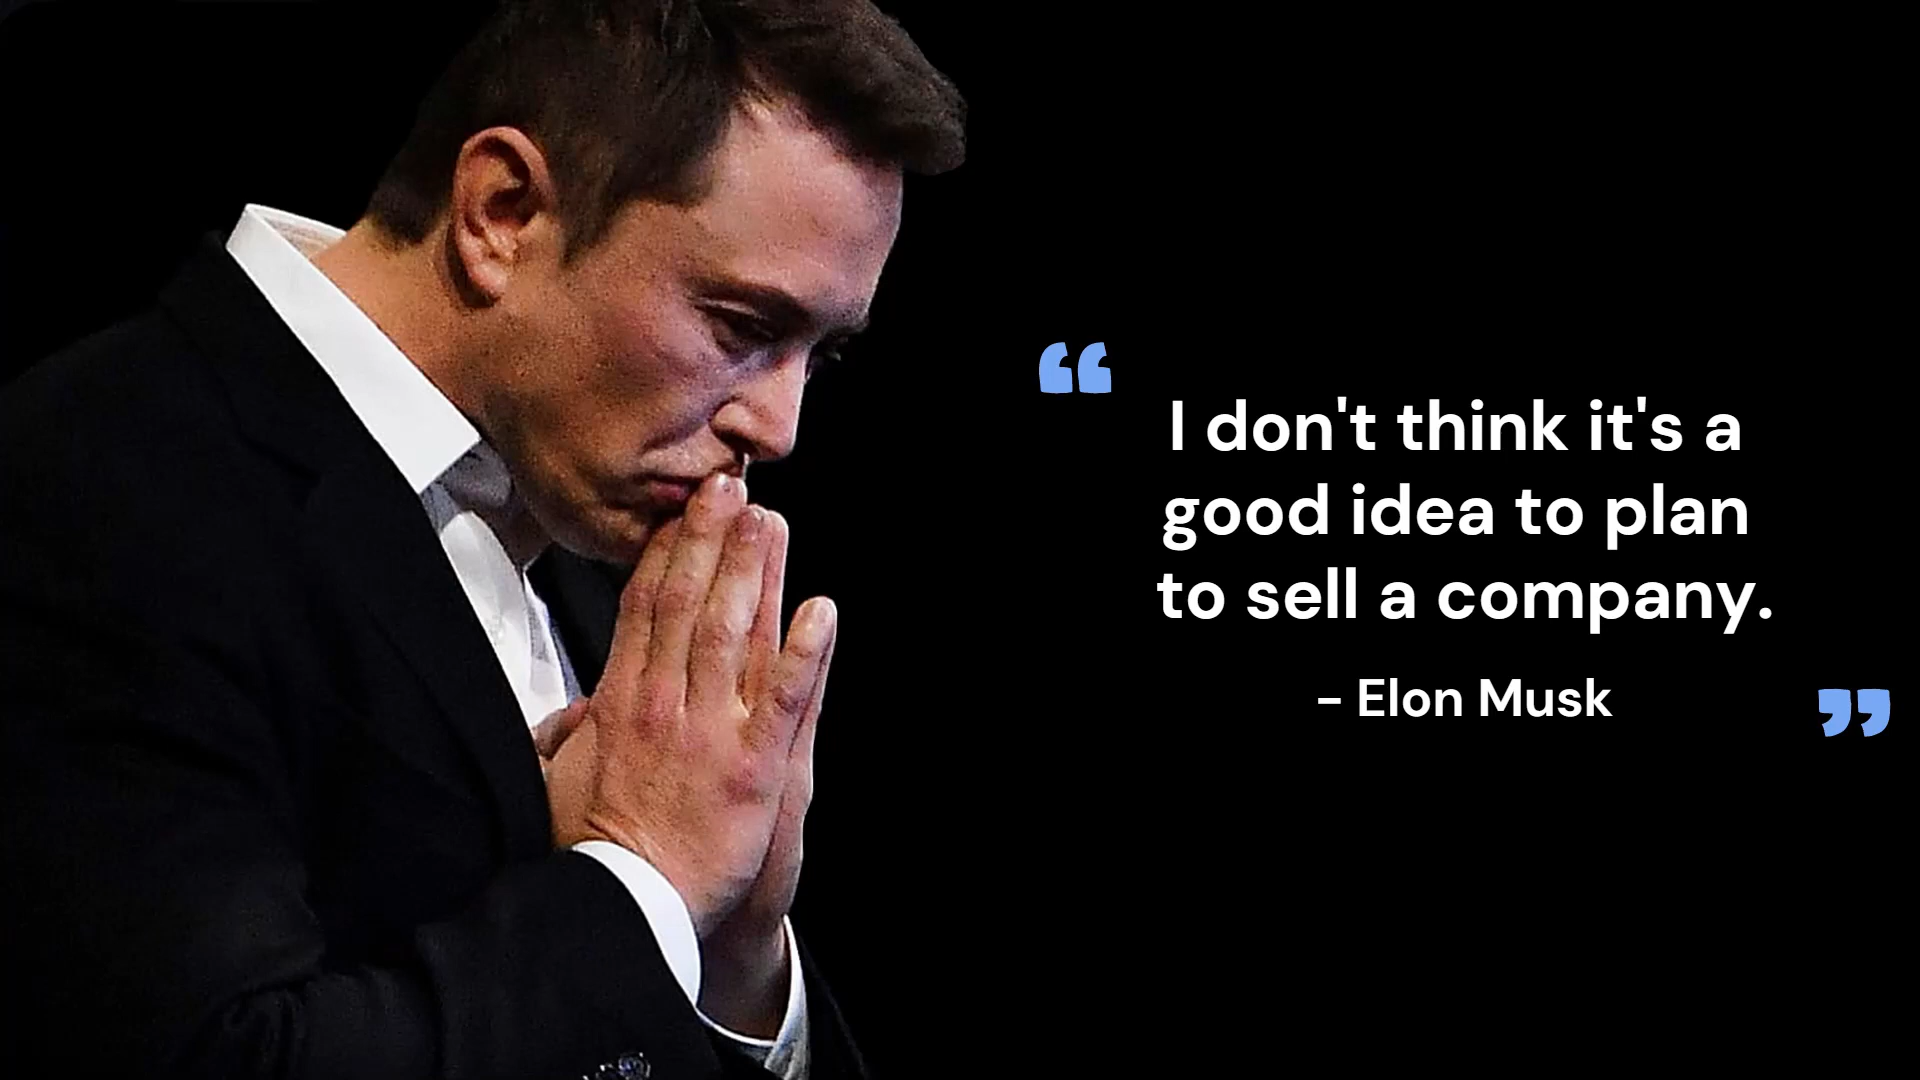 “
I don't think it's a
good idea to plan
to sell a company.
– Elon Musk
”